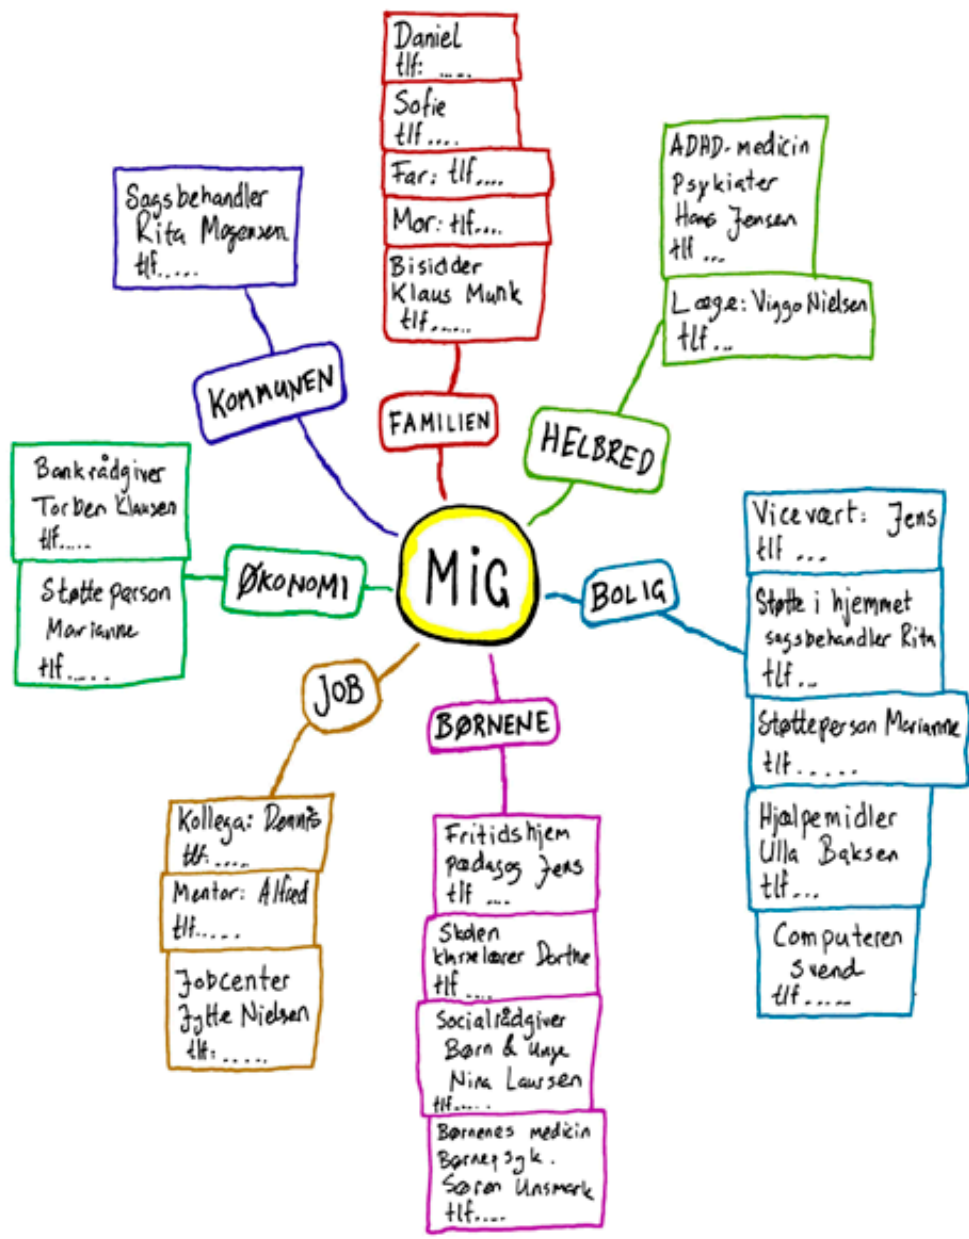 Daniel
tlf: .....
Sofie
tlf....
Far: tlf....
Mor: tlf....
Bisidder
Klaus Munk
tlf......
FAMILIEN
ADHD-medicin
Psykiater
Hans Jensen
tlf ...
Læge: Viggo Nielsen
tlf...
HELBRED
Sagsbehandler
Rita Mogensen
tlf.....
KOMMUNEN
Bankrådgiver
Torben Klausen
tlf.....
Støtteperson
Marianne
tlf.....
ØKONOMI
MIG
BOLIG
Vicevært: Jens
tlf ...
Støtte i hjemmet
sagsbehandler Rita
tlf...
Støtteperson Marianne
tlf.....
Hjælpemidler
Ulla Baksen
tlf...
Computeren
Svend
tlf.....
JOB
Kollega: Dennis
tlf:.....
Mentor: Alfred
tlf.....
Jobcenter
Jytte Nielsen
tlf:.....
BØRNENE
Fritidshjem
pædagog Jens
tlf ....
Skolen
klasselærer Dorthe
tlf ....
Socialrådgiver
Børn & Unge
Nina Laursen
tlf.....
Børnenes medicin
Børnepsyk.
Søren Unsmark
tlf....